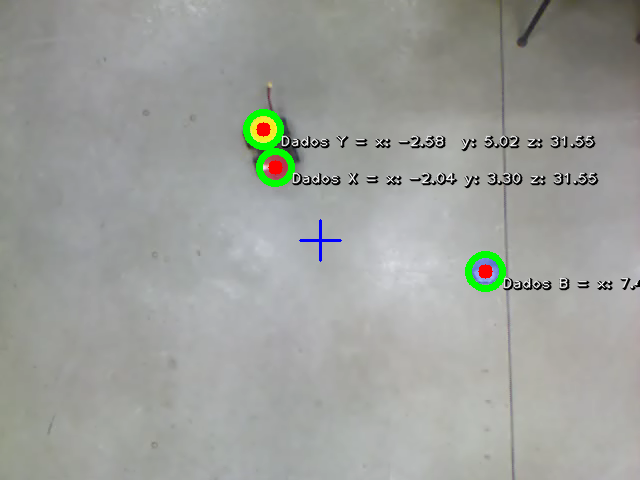 Dados Y = x: -2.58 y: 5.02 z: 31.55
Dados X = x: -2.04 y: 3.30 z: 31.55
Dados B = x: